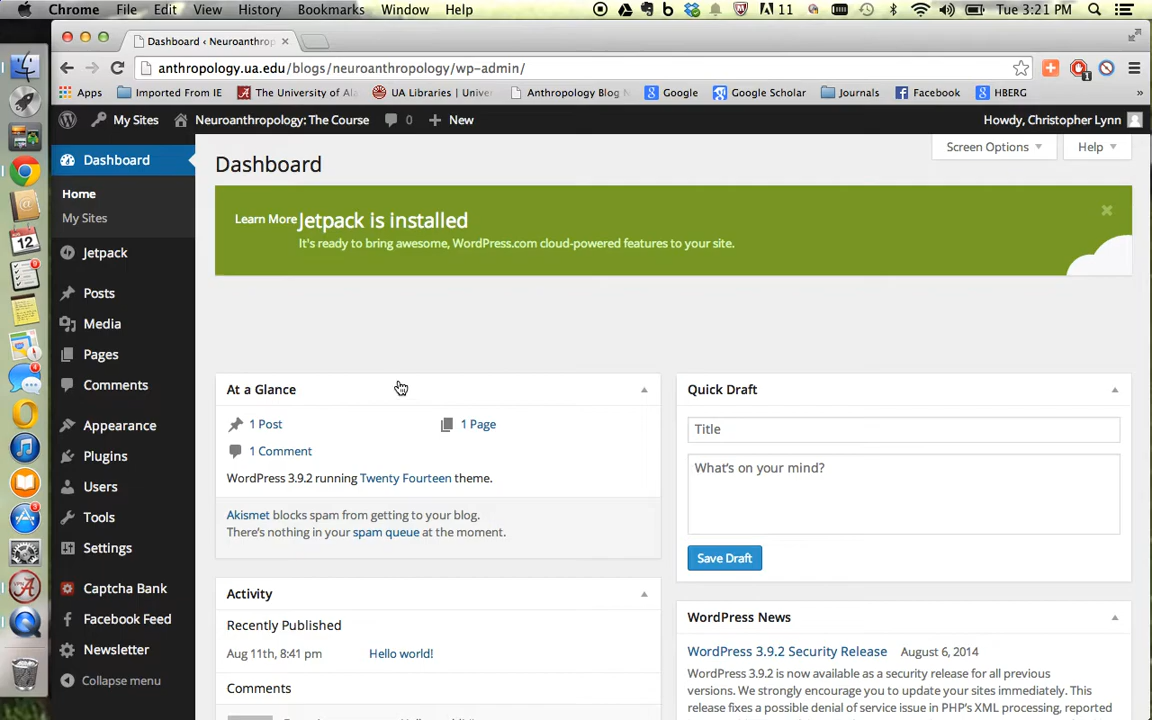 Chrome File Edit View History Bookmarks Window Help 11 Tue 3:21 PM
Dashboard ‹ Neuroanthrop
anthropology.ua.edu/blogs/neuroanthropology/wp-admin/
Apps Imported From IE The University of Ala UA Libraries | Univer Anthropology Blog N Google Google Scholar Journals Facebook HBERG »
My Sites Neuroanthropology: The Course 0 New Howdy, Christopher Lynn
Dashboard
Home
My Sites
Jetpack
Posts
Media
Pages
Comments
Appearance
Plugins
Users
Tools
Settings
Captcha Bank
Facebook Feed
Newsletter
Collapse menu
Screen Options Help
Dashboard
Learn More Jetpack is installed
It's ready to bring awesome, WordPress.com cloud-powered features to your site.
At a Glance
1 Post 1 Page
1 Comment
WordPress 3.9.2 running Twenty Fourteen theme.
Akismet blocks spam from getting to your blog.
There's nothing in your spam queue at the moment.
Activity
Recently Published
Aug 11th, 8:41 pm Hello world!
Comments
Quick Draft
Title
What's on your mind?
Save Draft
WordPress News
WordPress 3.9.2 Security Release August 6, 2014
WordPress 3.9.2 is now available as a security release for all previous
versions. We strongly encourage you to update your sites immediately. This
release fixes a possible denial of service issue in PHP's XML processing, reported